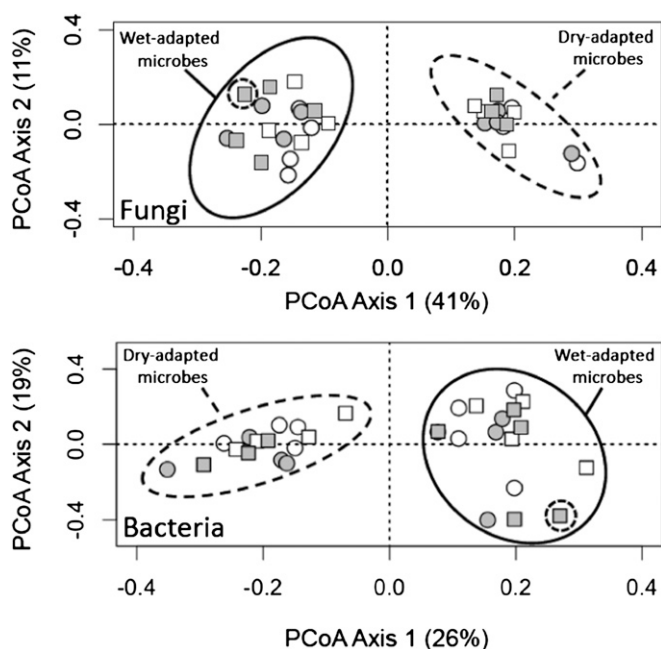 Wet-adapted
microbes
Dry-adapted
microbes
PCoA Axis 2 (11%)
0.4
0.0
-0.4
Fungi
-0.4
-0.2
0.0
0.2
0.4
PCoA Axis 1 (41%)
Dry-adapted
microbes
Wet-adapted
microbes
PCoA Axis 2 (19%)
0.4
0.0
-0.4
Bacteria
-0.4
-0.2
0.0
0.2
0.4
PCoA Axis 1 (26%)